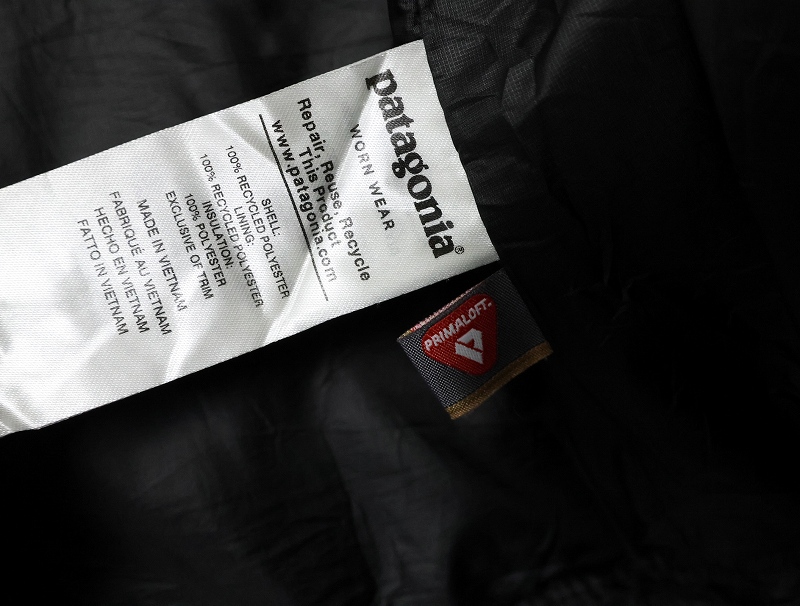 patagonia®
WORN WEAR
Repair, Reuse, Recycle
This Product
www.patagonia.com
SHELL:
100% RECYCLED POLYESTER
LINING:
100% RECYCLED POLYESTER
INSULATION:
100% POLYESTER
EXCLUSIVE OF TRIM
MADE IN VIETNAM
FABRIQUÉ AU VIETNAM
HECHO EN VIETNAM
FATTO IN VIETNAM
PRIMALOFT